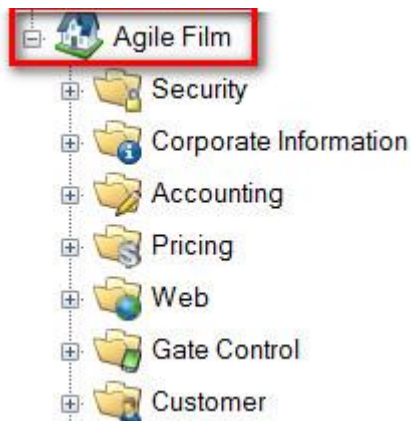 Agile Film
Security
Corporate Information
Accounting
Pricing
Web
Gate Control
Customer